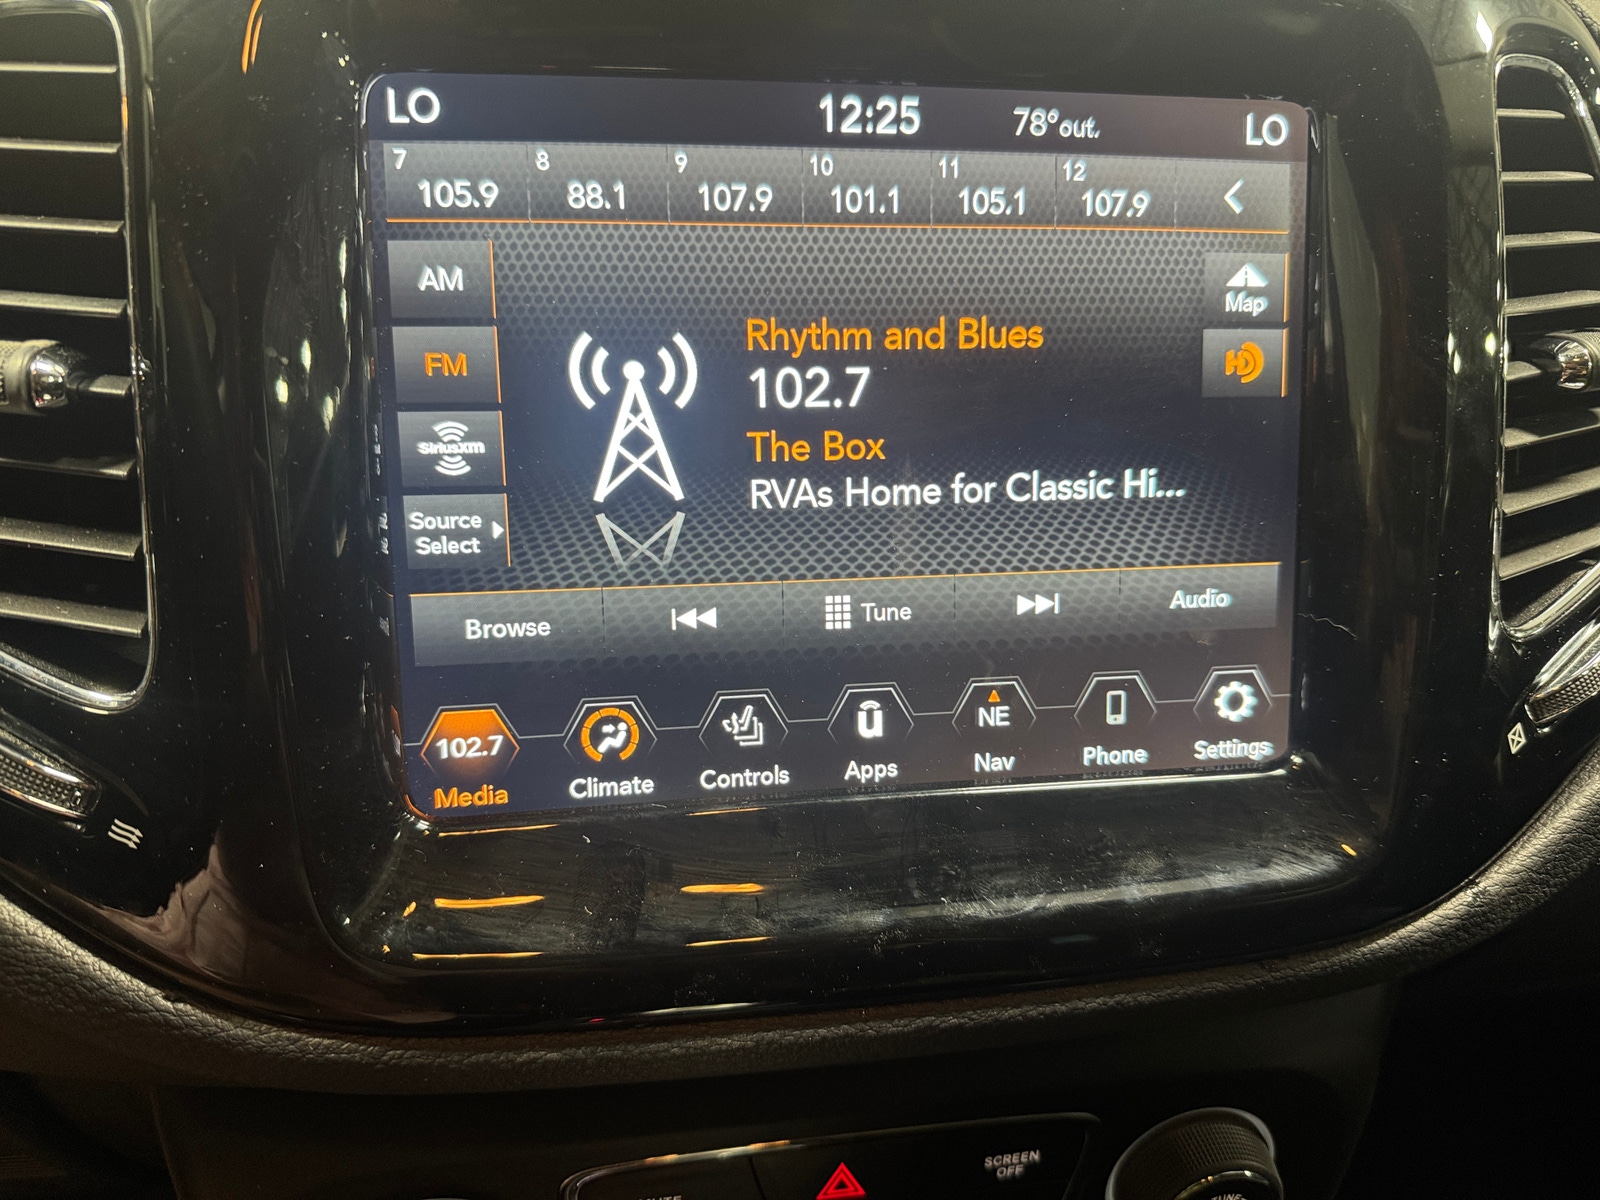 LO 12:25 78°out. LO
7 8 9 10 11 12
105.9 88.1 107.9 101.1 105.1 107.9
AM
Map
FM
HD
Rhythm and Blues
102.7
The Box
RVAs Home for Classic Hi...
siriusxm
Source
Select
Browse Tune Audio
102.7 u NE
Media Climate Controls Apps Nav Phone Settings
SCREEN
OFF
MUTE
TUNE